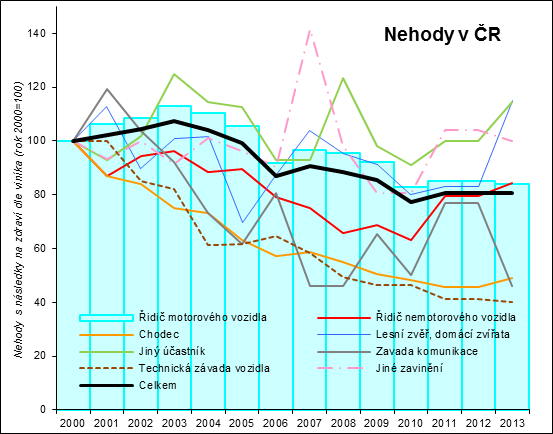 Nehody v ČR
Nehody s následky na zdraví dle viníka (rok 2000=100)
140
120
100
80
60
40
20
0
Řidič motorového vozidla
Řidič nemotorového vozidla
Chodec
Lesní zvěř, domácí zvířata
Jiný účastník
Zavada komunikace
Technická závada vozidla
Jiné zavinění
Celkem
2000 2001 2002 2003 2004 2005 2006 2007 2008 2009 2010 2011 2012 2013